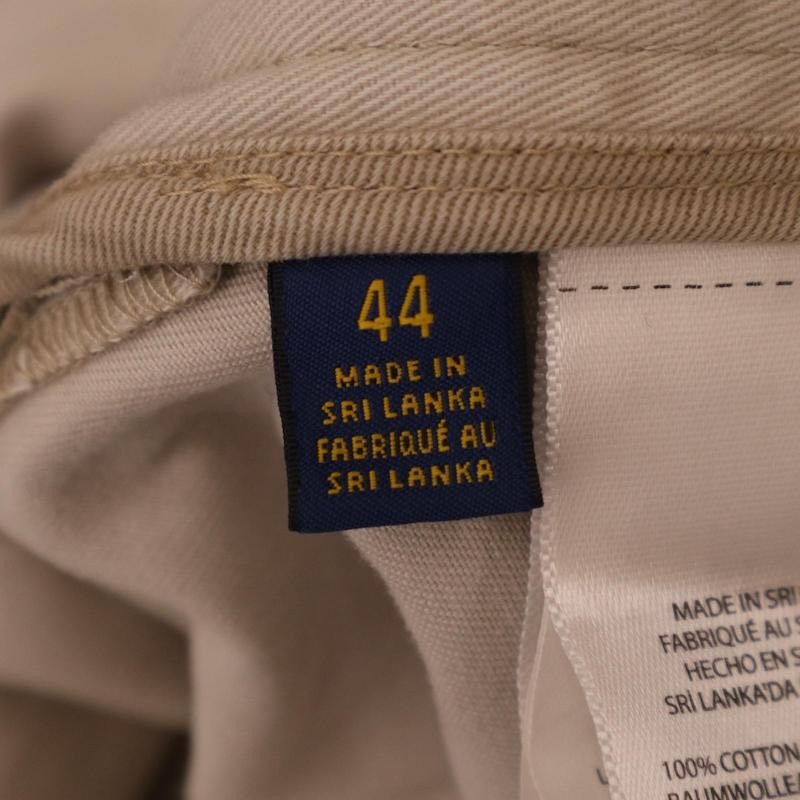 44
MADE IN
SRI LANKA
FABRIQUÉ AU
SRI LANKA
MADE IN SRI
FABRIQUÉ AU
HECHO EN
SRİ LANKA'DA
100% COTTON
BAUMWOLLE